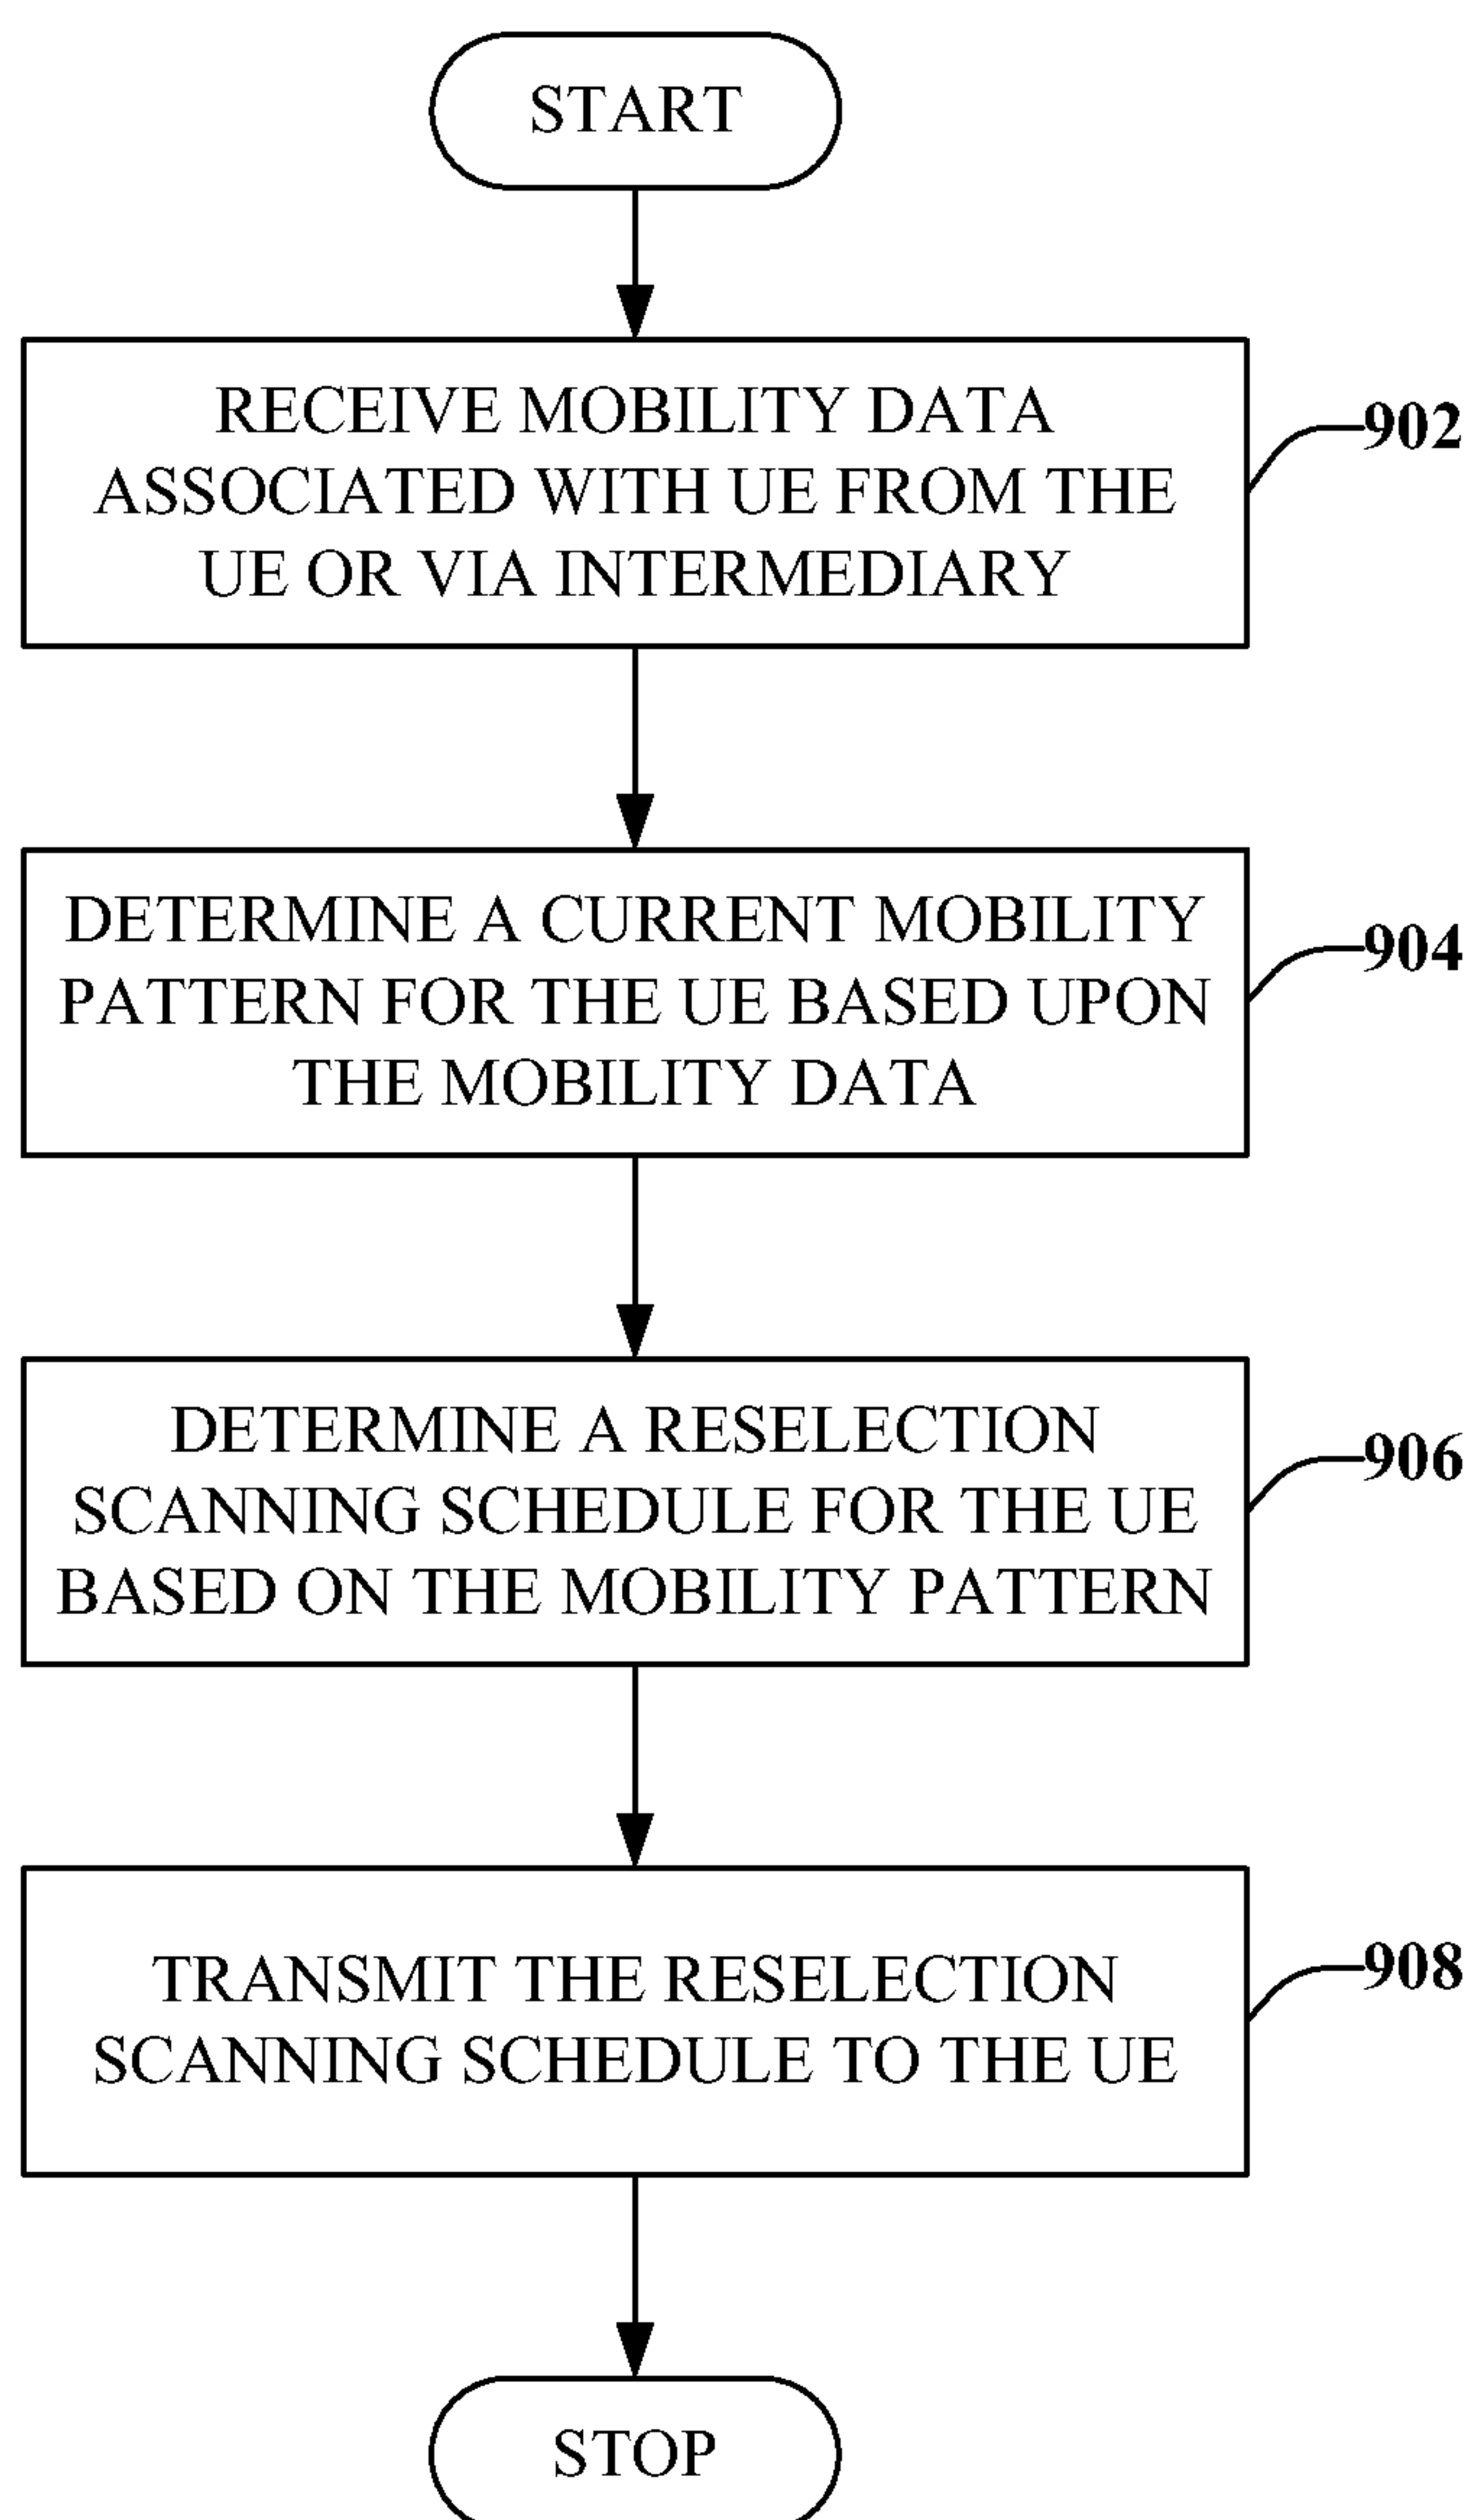 START
RECEIVE MOBILITY DATA
ASSOCIATED WITH UE FROM THE
UE OR VIA INTERMEDIARY
902
DETERMINE A CURRENT MOBILITY
PATTERN FOR THE UE BASED UPON
THE MOBILITY DATA
904
DETERMINE A RESELECTION
SCANNING SCHEDULE FOR THE UE
BASED ON THE MOBILITY PATTERN
906
TRANSMIT THE RESELECTION
SCANNING SCHEDULE TO THE UE
908
STOP